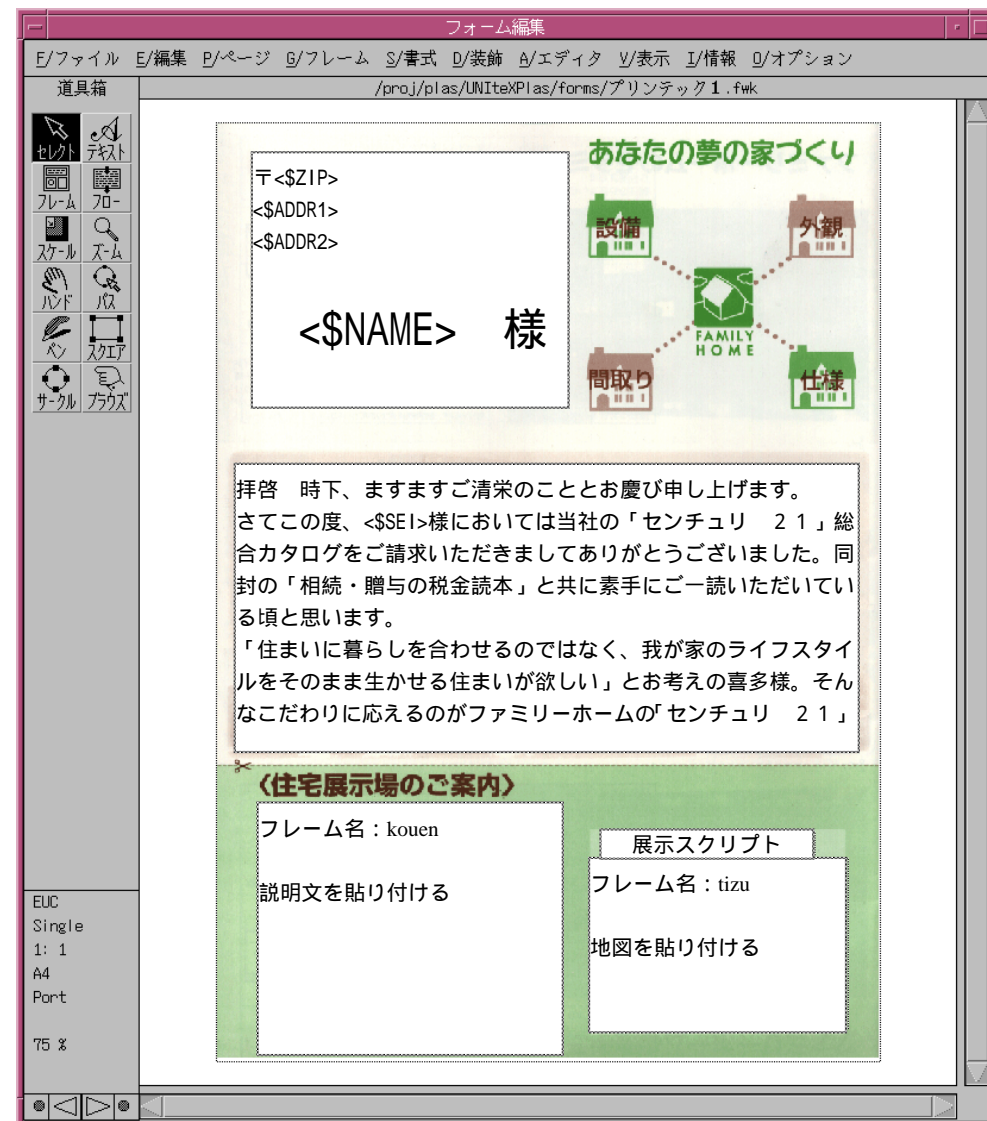 フォーム編集
F/ファイル E/編集 P/ページ G/フレーム S/書式 D/装飾 A/エディタ V/表示 I/情報 O/オプション
道具箱
/proj/plas/UNIteXPlas/forms/プリンテック1.fwk
セレクト テキスト
フレーム フロー
スケール ズーム
ハンド パス
ペン スクエア
サークル ブラウズ
EUC
Single
1: 1
A4
Port
75 %
〒<$ZIP>
<$ADDR1>
<$ADDR2>
<$NAME> 様
あなたの夢の家づくり
設備 外観
FAMILY
HOME
間取り 仕様
拝啓 時下、ますますご清栄のこととお慶び申し上げます。
さてこの度、<$SEI>様においては当社の「センチュリ 21」総
合カタログをご請求いただきましてありがとうございました。同
封の「相続・贈与の税金読本」と共に素手にご一読いただいてい
る頃と思います。
「住まいに暮らしを合わせるのではなく、我が家のライフスタイ
ルをそのまま生かせる住まいが欲しい」とお考えの喜多様。そん
なこだわりに応えるのがファミリーホームの「センチュリ 21」
〈住宅展示場のご案内〉
フレーム名：kouen
説明文を貼り付ける
展示スクリプト
フレーム名：tizu
地図を貼り付ける